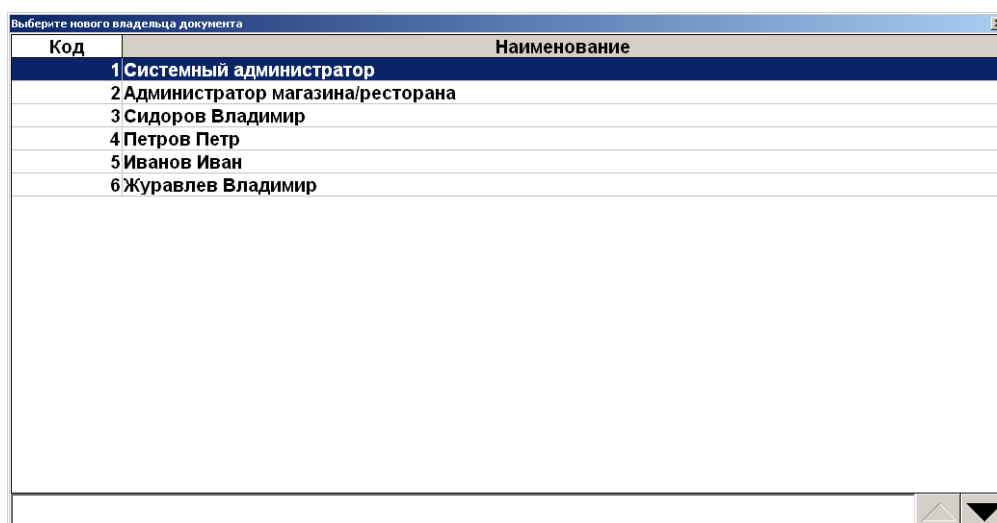 Выберите нового владельца документа
Код Наименование
1 Системный администратор
2 Администратор магазина/ресторана
3 Сидоров Владимир
4 Петров Петр
5 Иванов Иван
6 Журавлев Владимир